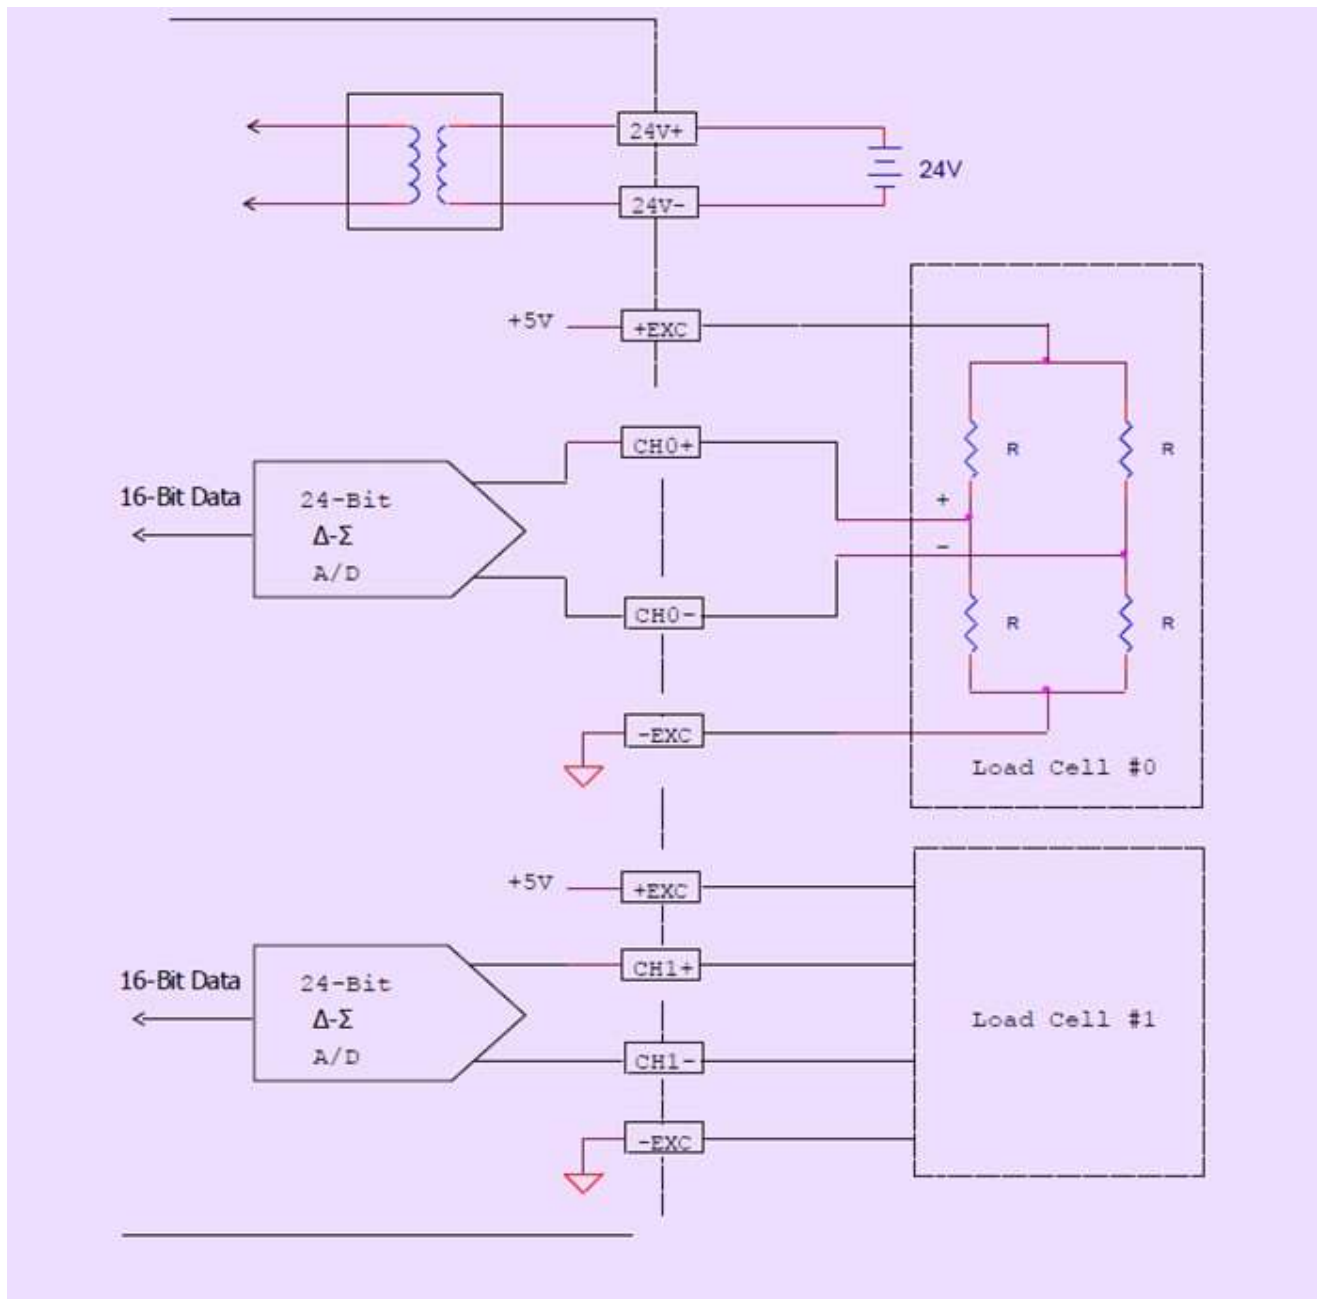 24V+
24V
24V-
+5V
+EXC
CH0+
R
R
16-Bit Data
24-Bit
Δ-Σ
A/D
+
-
CH0-
R
R
-EXC
Load Cell #0
+5V
+EXC
16-Bit Data
24-Bit
Δ-Σ
A/D
CH1+
Load Cell #1
CH1-
-EXC